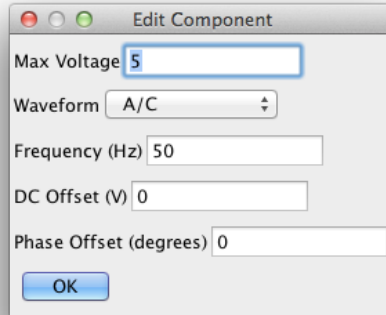 Edit Component
Max Voltage 5
Waveform A/C
Frequency (Hz) 50
DC Offset (V) 0
Phase Offset (degrees) 0
OK